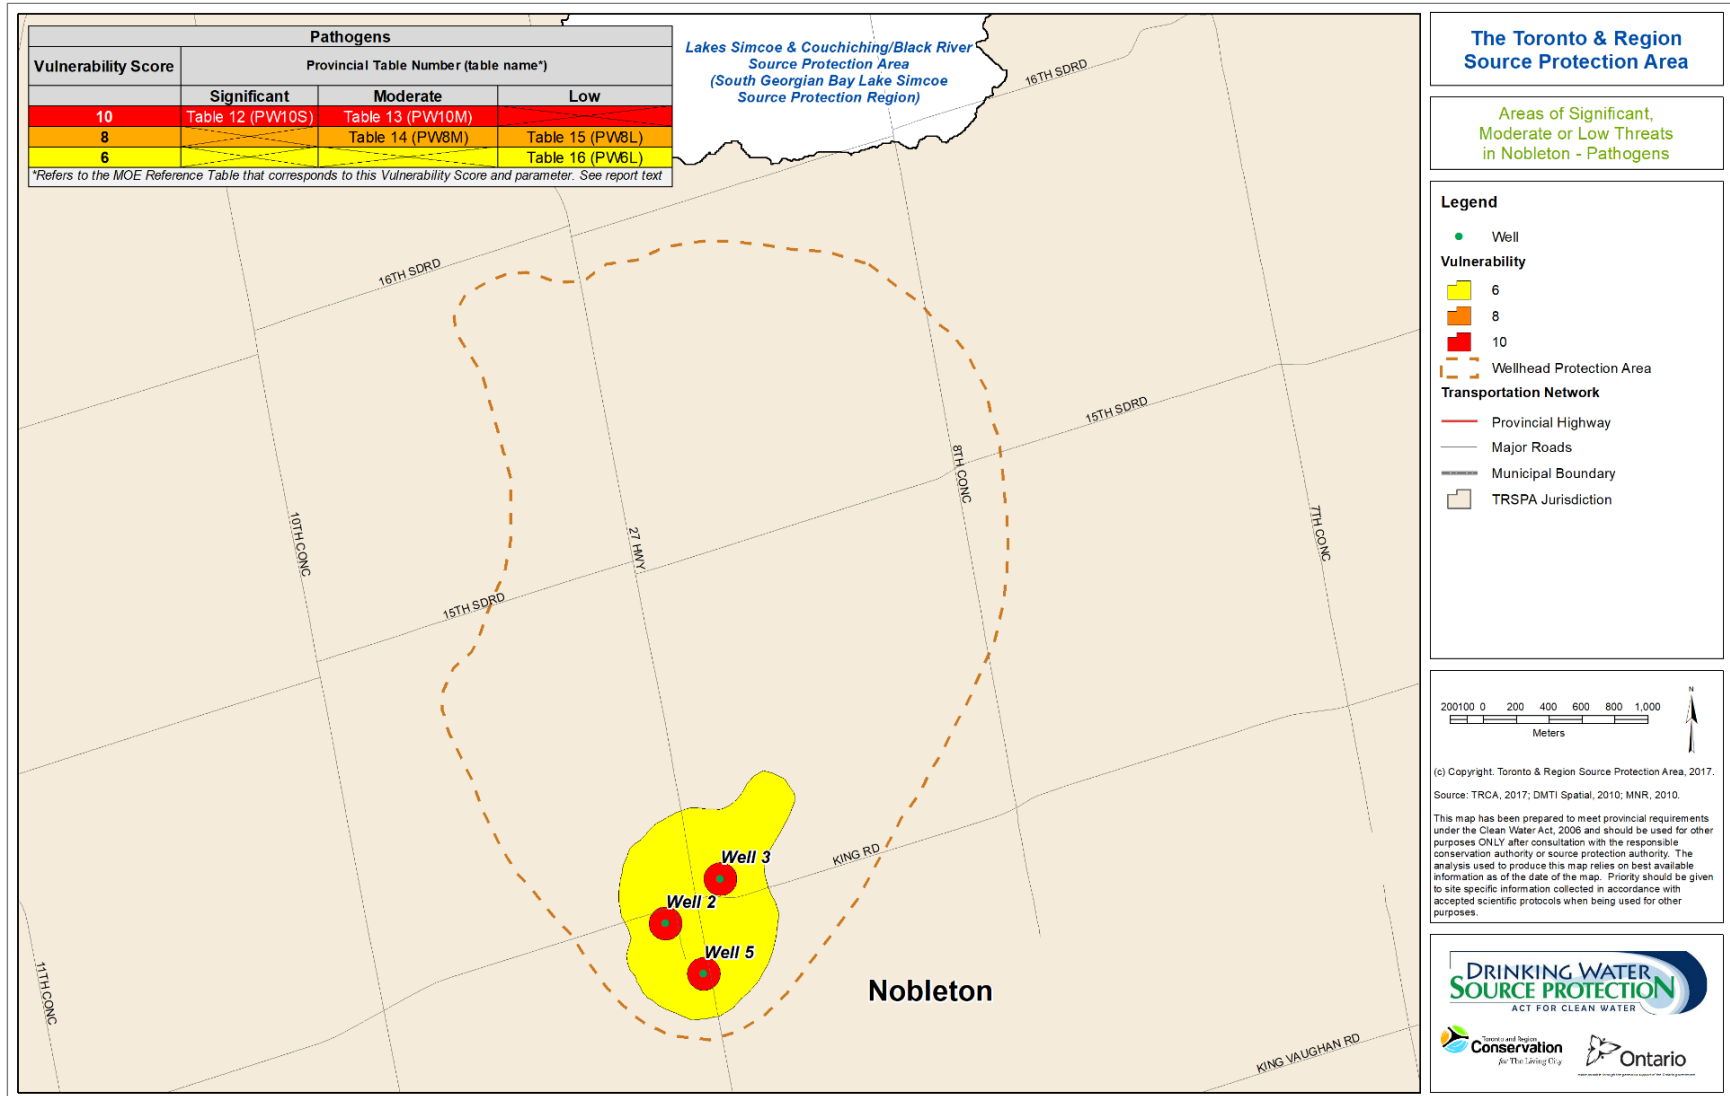 Pathogens
Vulnerability Score
Provincial Table Number (table name*)
Significant Moderate Low
10 Table 12 (PW10S) Table 13 (PW10M)
8 Table 14 (PW8M) Table 15 (PW8L)
6 Table 16 (PW6L)
*Refers to the MOE Reference Table that corresponds to this Vulnerability Score and parameter. See report text
Lakes Simcoe & Couchiching/Black River
Source Protection Area
(South Georgian Bay Lake Simcoe
Source Protection Region)
16TH SDRD
16TH SDRD
15TH SDRD
8TH CONC
7TH CONC
10TH CONC
27 HWY
15TH SDRD
KING RD
Well 3
Well 2
Well 5
Nobleton
11TH CONC
KING VAUGHAN RD
The Toronto & Region
Source Protection Area
Areas of Significant,
Moderate or Low Threats
in Nobleton - Pathogens
Legend
Well
Vulnerability
6
8
10
Wellhead Protection Area
Transportation Network
Provincial Highway
Major Roads
Municipal Boundary
TRSPA Jurisdiction
N
200100 0 200 400 600 800 1,000
Meters
(c) Copyright. Toronto & Region Source Protection Area, 2017.
Source: TRCA, 2017; DMTI Spatial, 2010; MNR, 2010.
This map has been prepared to meet provincial requirements
under the Clean Water Act, 2006 and should be used for other
purposes ONLY after consultation with the responsible
conservation authority or source protection authority. The
analysis used to produce this map relies on best available
information as of the date of the map. Priority should be given
to site specific information collected in accordance with
accepted scientific protocols when being used for other
purposes.
DRINKING WATER
SOURCE PROTECTION
ACT FOR CLEAN WATER
Toronto and Region
Conservation
for The Living City
Ontario